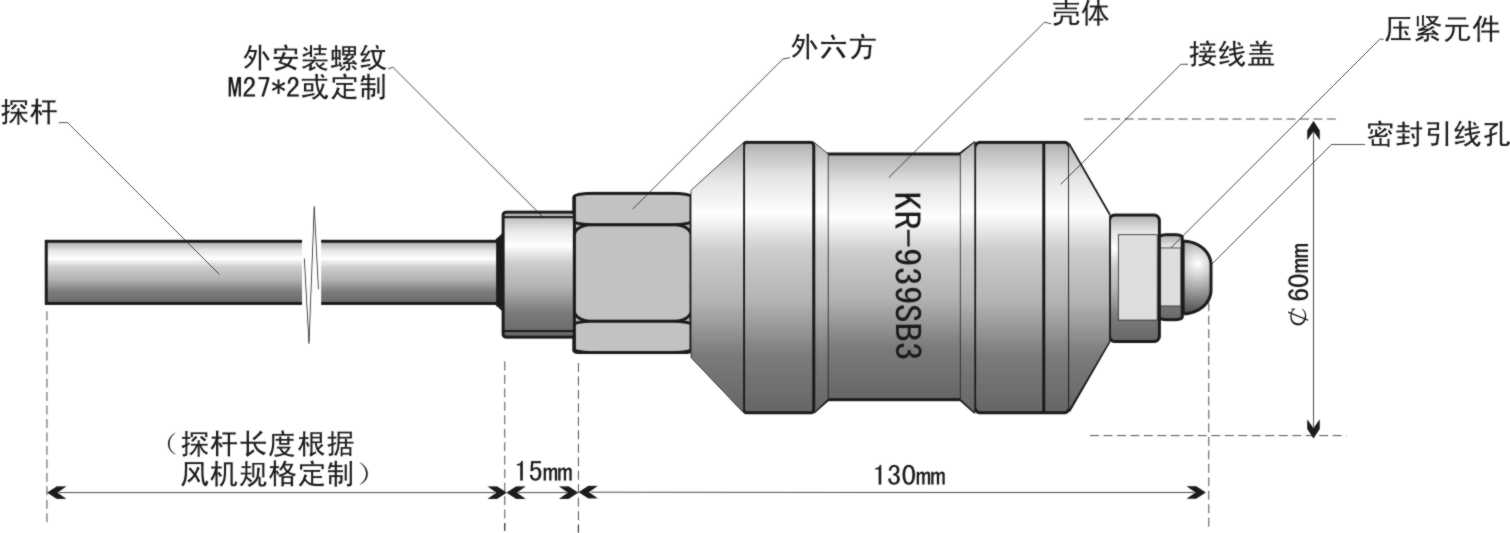 壳体
压紧元件
外六方
接线盖
外安装螺纹
M27*2或定制
探杆
密封引线孔
KR-939SB3
¢60mm
（探杆长度根据
风机规格定制）
15mm
130mm